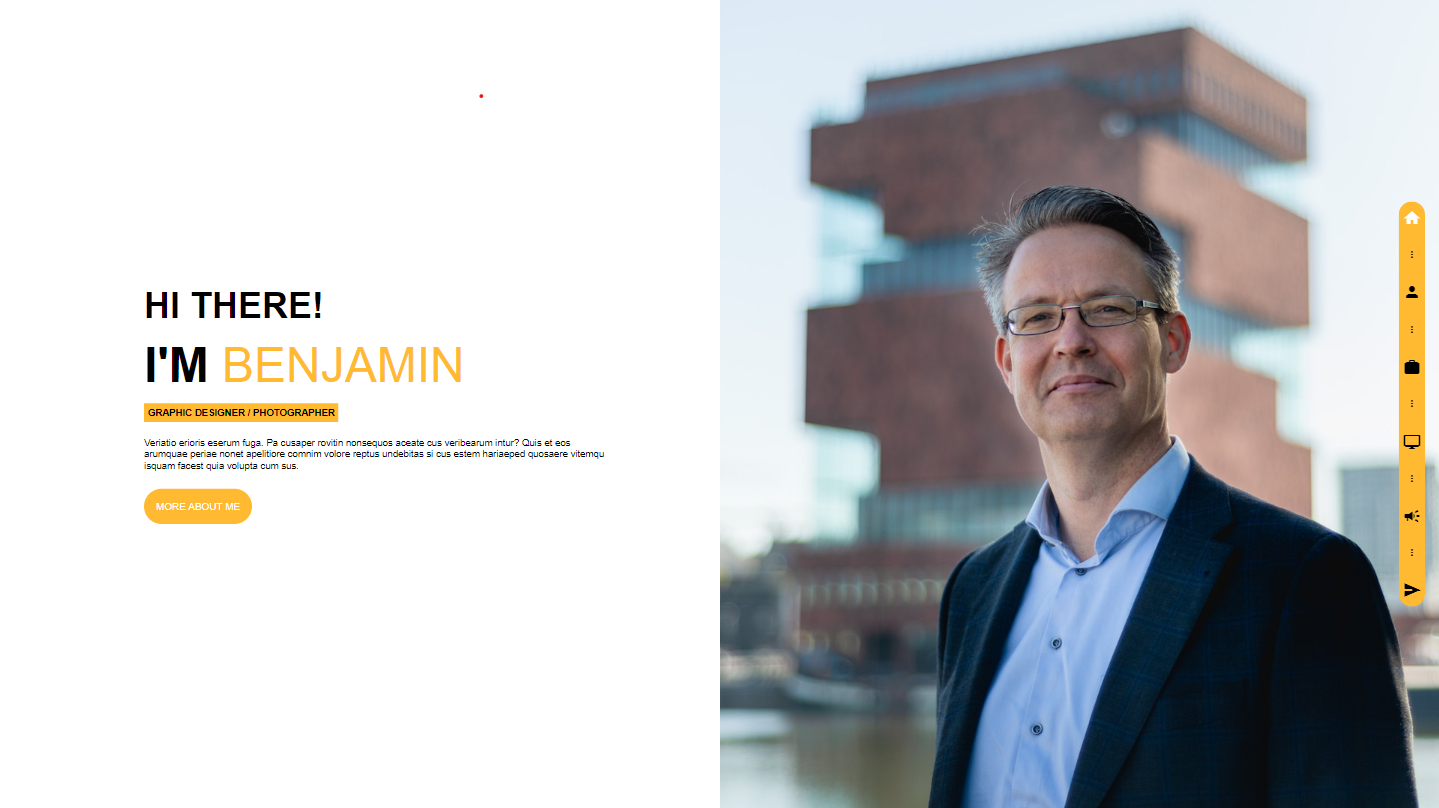 HI THERE!
I'M BENJAMIN
GRAPHIC DESIGNER / PHOTOGRAPHER
Veriatio erioris eserum fuga. Pa cusaper rovitin nonsequos aceate cus veribearum intur? Quis et eos
arumquae periae nonet apelitiore comnim volore reptus undebitas si cus estem hariaeped quosaere vitemqu
isquam facest quia volupta cum sus.
MORE ABOUT ME